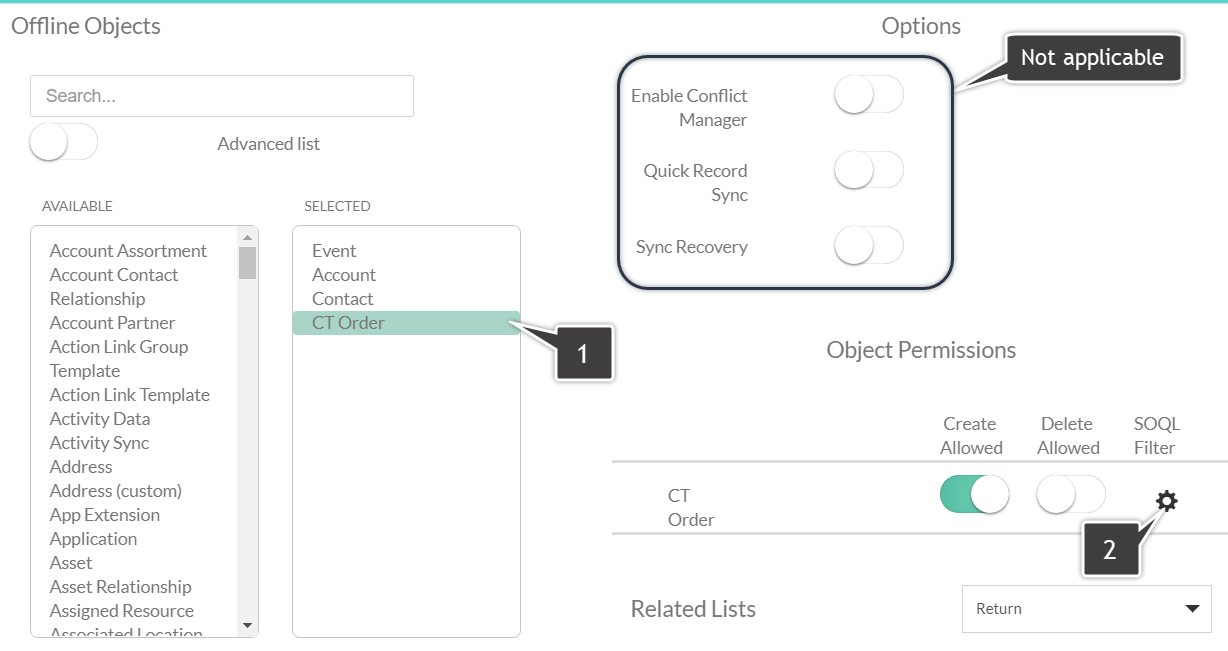 Offline Objects
Search...
Advanced list
AVAILABLE
Account Assortment
Account Contact
Relationship
Account Partner
Action Link Group
Template
Action Link Template
Activity Data
Activity Sync
Address
Address (custom)
App Extension
Application
Asset
Asset Relationship
Assigned Resource
Associated Location
SELECTED
Event
Account
Contact
CT Order
1
Options
Not applicable
Enable Conflict
Manager
Quick Record
Sync
Sync Recovery
Object Permissions
Create
Allowed
Delete
Allowed
SOQL
Filter
CT
Order
2
Related Lists
Return